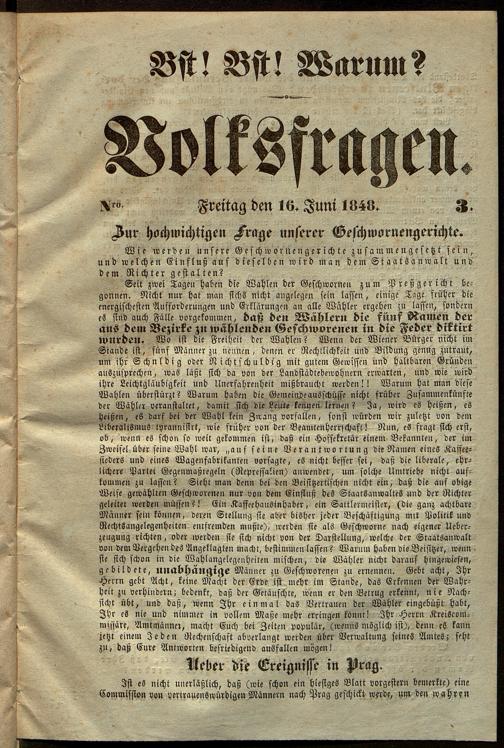 Bst! Bst! Warum?
Volksfragen.
Nro. Freitag den 16. Juni 1848. 3.
Zur hochwichtigen Frage unserer Geschwornengerichte.
Wie werden unsere Geschwornengerichte zusammengesetzt sein,
und welchen Einfluß auf dieselben wird man dem Staatsanwalt und
dem Richter gestatten?
Seit zwei Tagen haben die Wahlen der Geschwornen zum Preßgericht be-
gonnen. Nicht nur hat man sichs nicht angelegen sein lassen, einige Tage früher die
energischesten Aufforderungen und Erklärungen an alle Wähler ergehen zu lassen, sondern
es sind auch Fälle vorgekommen, daß den Wählern die fünf Namen der
aus dem Bezirke zu wählenden Geschworenen in die Feder diktirt
wurden. Wo ist die Freiheit der Wahlen? Wenn der Wiener Bürger nicht im
Stande ist, fünf Männer zu nennen, denen er Rechtlichkeit und Bildung genug zutraut,
um ihr Schuldig oder Nichtschuldig mit gutem Gewissen und haltbaren Gründen
auszusprechen, was läßt sich da von der Landstädtebewohnern erwarten, und wie wird
ihre Leichtgläubigkeit und Unerfahrenheit mißbraucht werden!! Warum hat man diese
Wahlen überstürzt? Warum haben die Gemeindeausschüsse nicht früher Zusammenkünfte
der Wähler veranstaltet, damit sich die Leute kennen lernen? Ja, wird es heißen, es
heißen, es darf bei der Wahl kein Zwang vorfallen, sonst würden wir zuletzt von dem
Liberalismus tyrannisirt, wie früher von der Beamtenherrschaft! Nun, es fragt sich erst,
ob, wenn es schon so weit gekommen ist, daß ein Hofsekretär einem Bekannten, der im
Zweifel über seine Wahl war, „auf seine Verantwortung die Namen eines Kaffee-
sieders und eines Wagenfabrikanten vorsagte, es nicht besser sei, daß die liberale, ehr-
lichere Partei Gegenmaßregeln (Repressalien) anwendet, um solche Umtriebe nicht auf-
kommen zu lassen? Sieht man denn bei den Beisitzertischen nicht ein, daß die auf obige
Weise gewählten Geschworenen nur von dem Einfluß des Staatsanwaltes und der Richter
geleitet werden müssen?! Ein Kaffeehausinhaber, ein Sattlermeister, (die ganz achtbare
Männer sein können, deren Stellung sie aber bisher jeder Beschäftigung mit Politik und
Rechtsangelegenheiten entfremden mußte), werden sie als Geschworne nach eigener Ueber-
zeugung richten, oder werden sie sich nicht von der Darstellung, welche der Staatsanwalt
von dem Vergehen des Angeklagten macht, bestimmen lassen? Warum haben die Beisitzer, wenn
sie sich schon in die Wahlangelegenheiten mischen, die Wähler nicht darauf hingewiesen,
gebildete, unabhängige Männer zu Geschworenen zu ernennen. Gebt acht, Ihr
Herrn gebt Acht, keine Macht der Erde ist mehr im Stande, das Erkennen der Wahr-
heit zu verhindern; bedenkt, daß der Getäuschte, wenn er den Betrug erkennt, nie Nach-
sicht übt, und daß, wenn Ihr einmal das Vertrauen der Wähler eingebüßt habt,
Ihr es nie und nimmer in vollem Maße mehr erringen könnt! Ihr Herrn Kreiscomi-
missäre, Amtmänner, macht Euch bei Zeiten populär, (wenns möglich ist), denn es kann
jetzt einem Jeden Rechenschaft abverlangt werden über Verwaltung seines Amtes; seht
zu, daß Eure Antworten befriedigend ausfallen mögen!
Ueber die Ereignisse in Prag.
Ist es nicht unerläßlich, daß (wie schon ein hiesiges Blatt vorgestern bemerkte) eine
Commission von vertrauenswürdigen Männern nach Prag geschickt werde, um den wahren